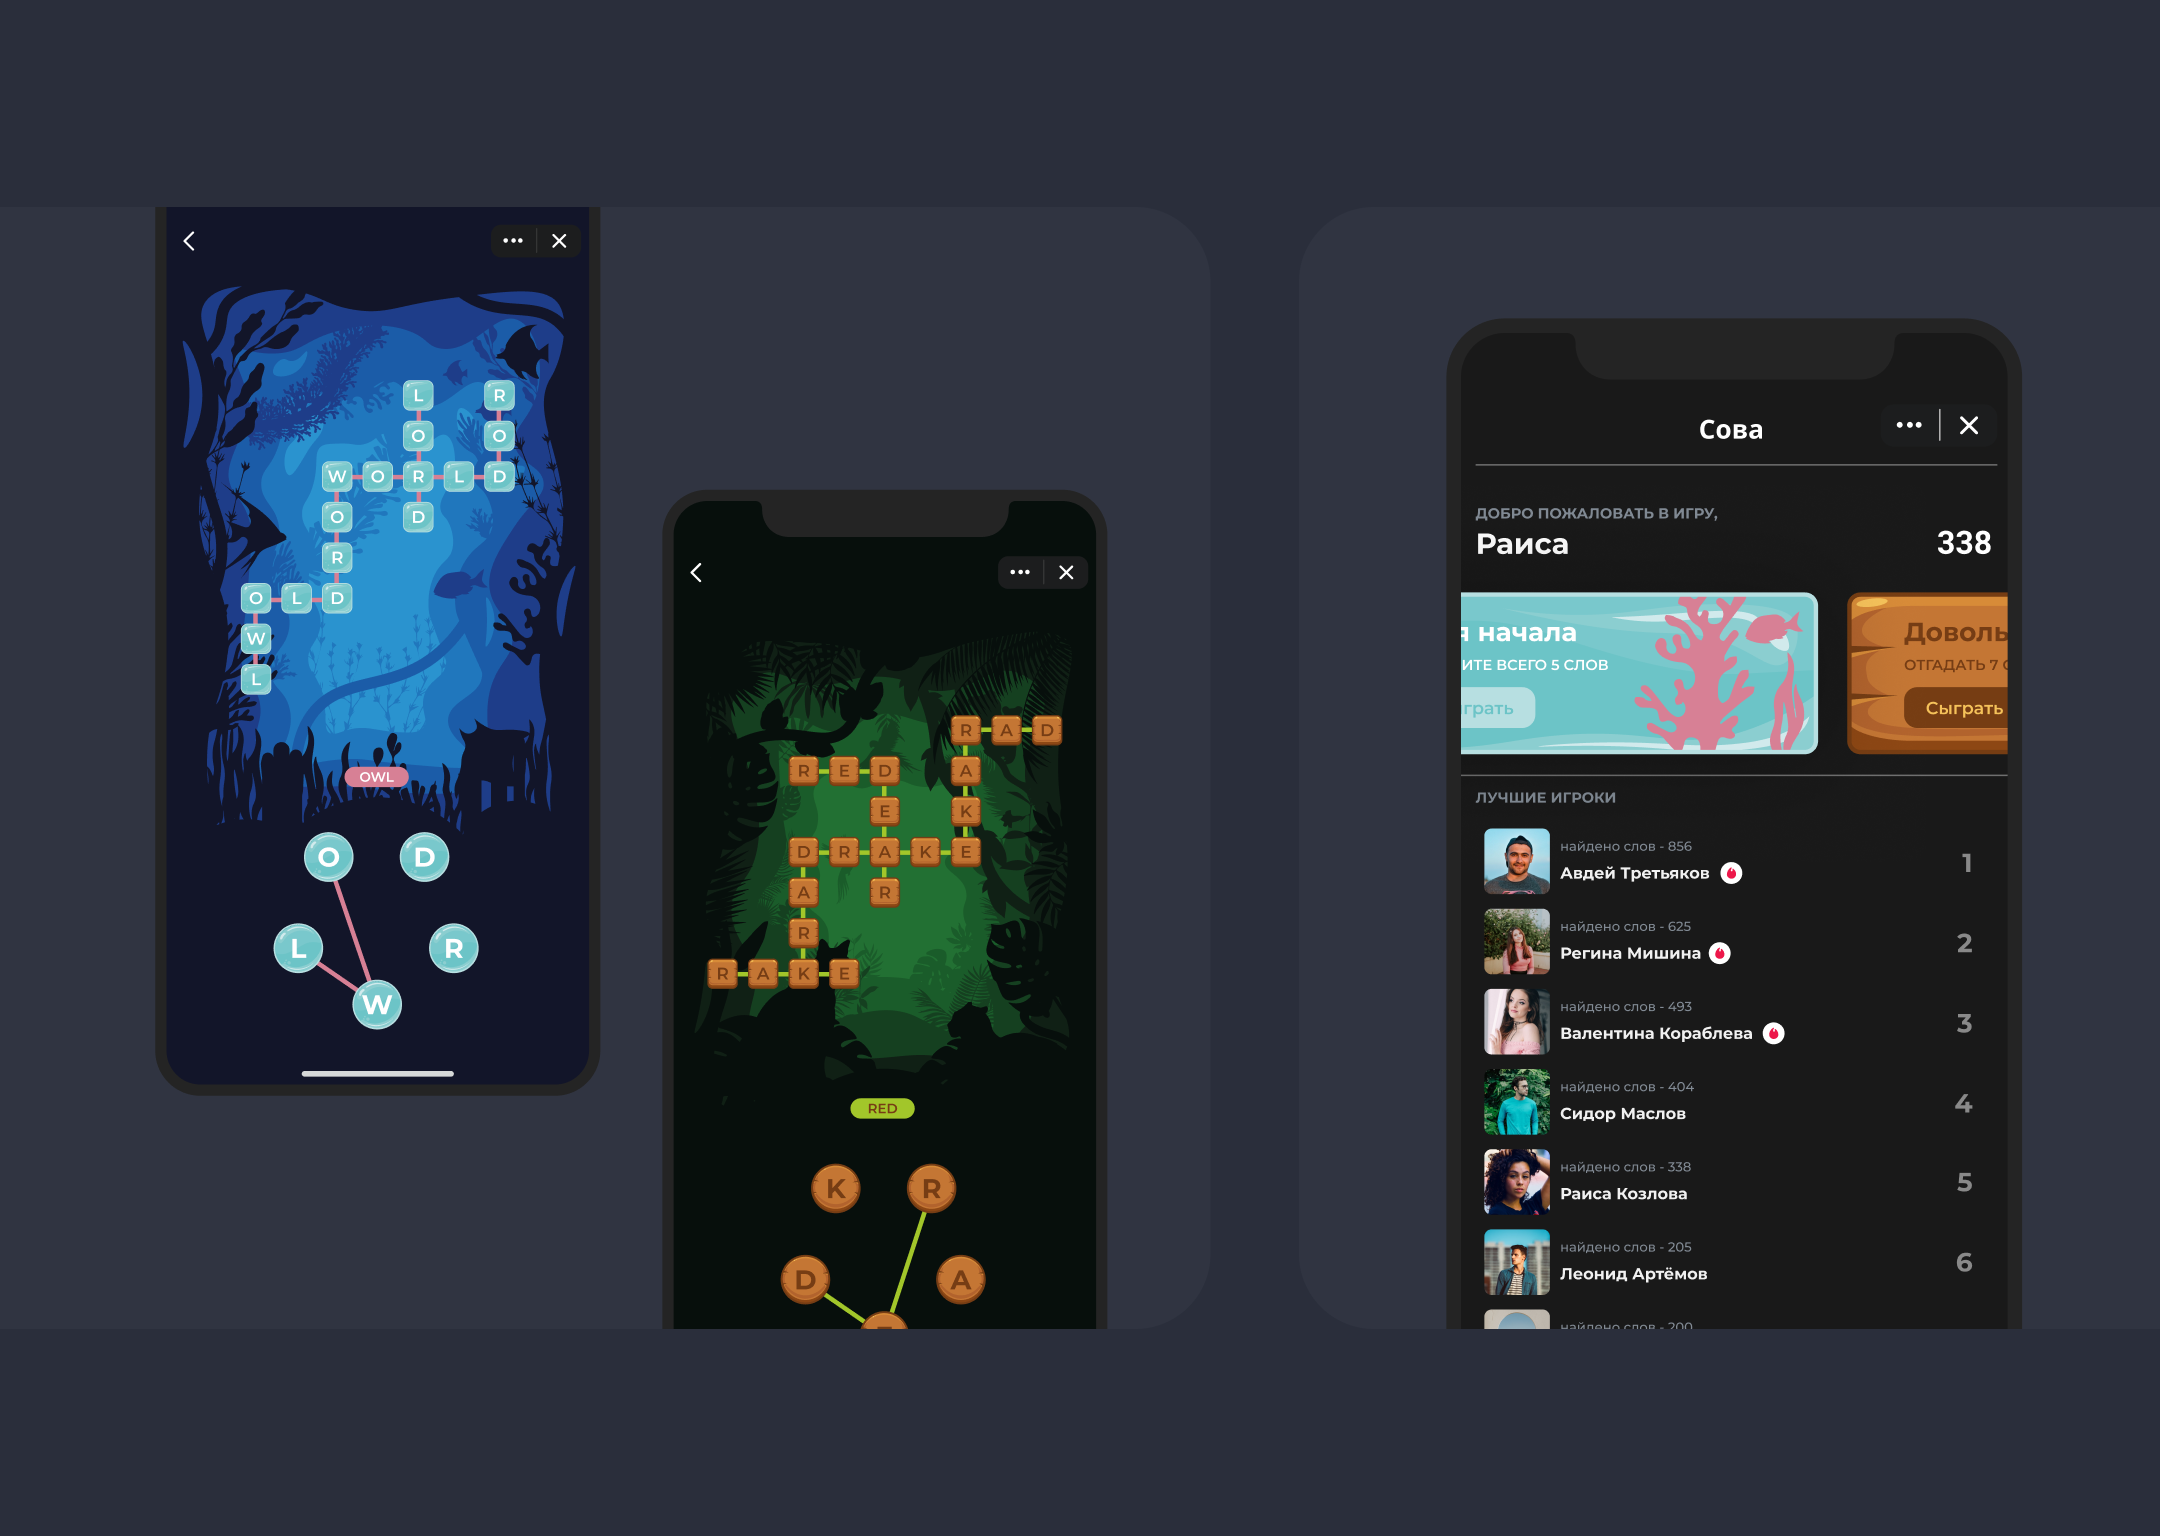 L R
O O
W O R L D
O D
R
O L D
W
L
OWL
O D
L R
W
R A D
R E D A
E K
D R A K E
A R
R
R A K E
RED
K R
D A
Сова
ДОБРО ПОЖАЛОВАТЬ В ИГРУ,
Раиса 338
я начала
ИТЕ ВСЕГО 5 СЛОВ
грать
Доволь
ОТГАДАТЬ 7 С
Сыграть
ЛУЧШИЕ ИГРОКИ
найдено слов - 856
Авдей Третьяков 1
найдено слов - 625
Регина Мишина 2
найдено слов - 493
Валентина Кораблева 3
найдено слов - 404
Сидор Маслов 4
найдено слов - 338
Раиса Козлова 5
найдено слов - 205
Леонид Артёмов 6
найдено слов - 200